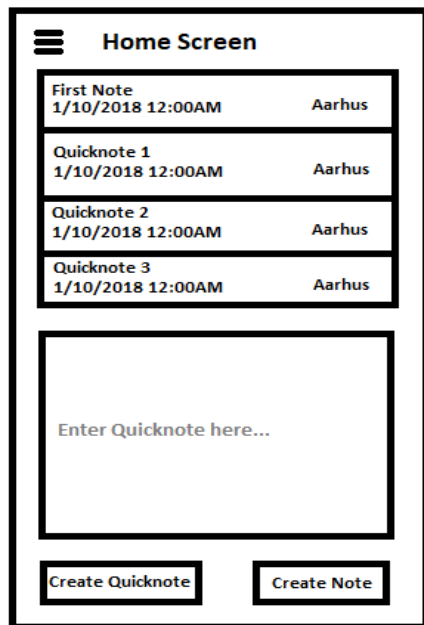 Home Screen
First Note
1/10/2018 12:00AM Aarhus
Quicknote 1
1/10/2018 12:00AM Aarhus
Quicknote 2
1/10/2018 12:00AM Aarhus
Quicknote 3
1/10/2018 12:00AM Aarhus
Enter Quicknote here...
Create Quicknote Create Note